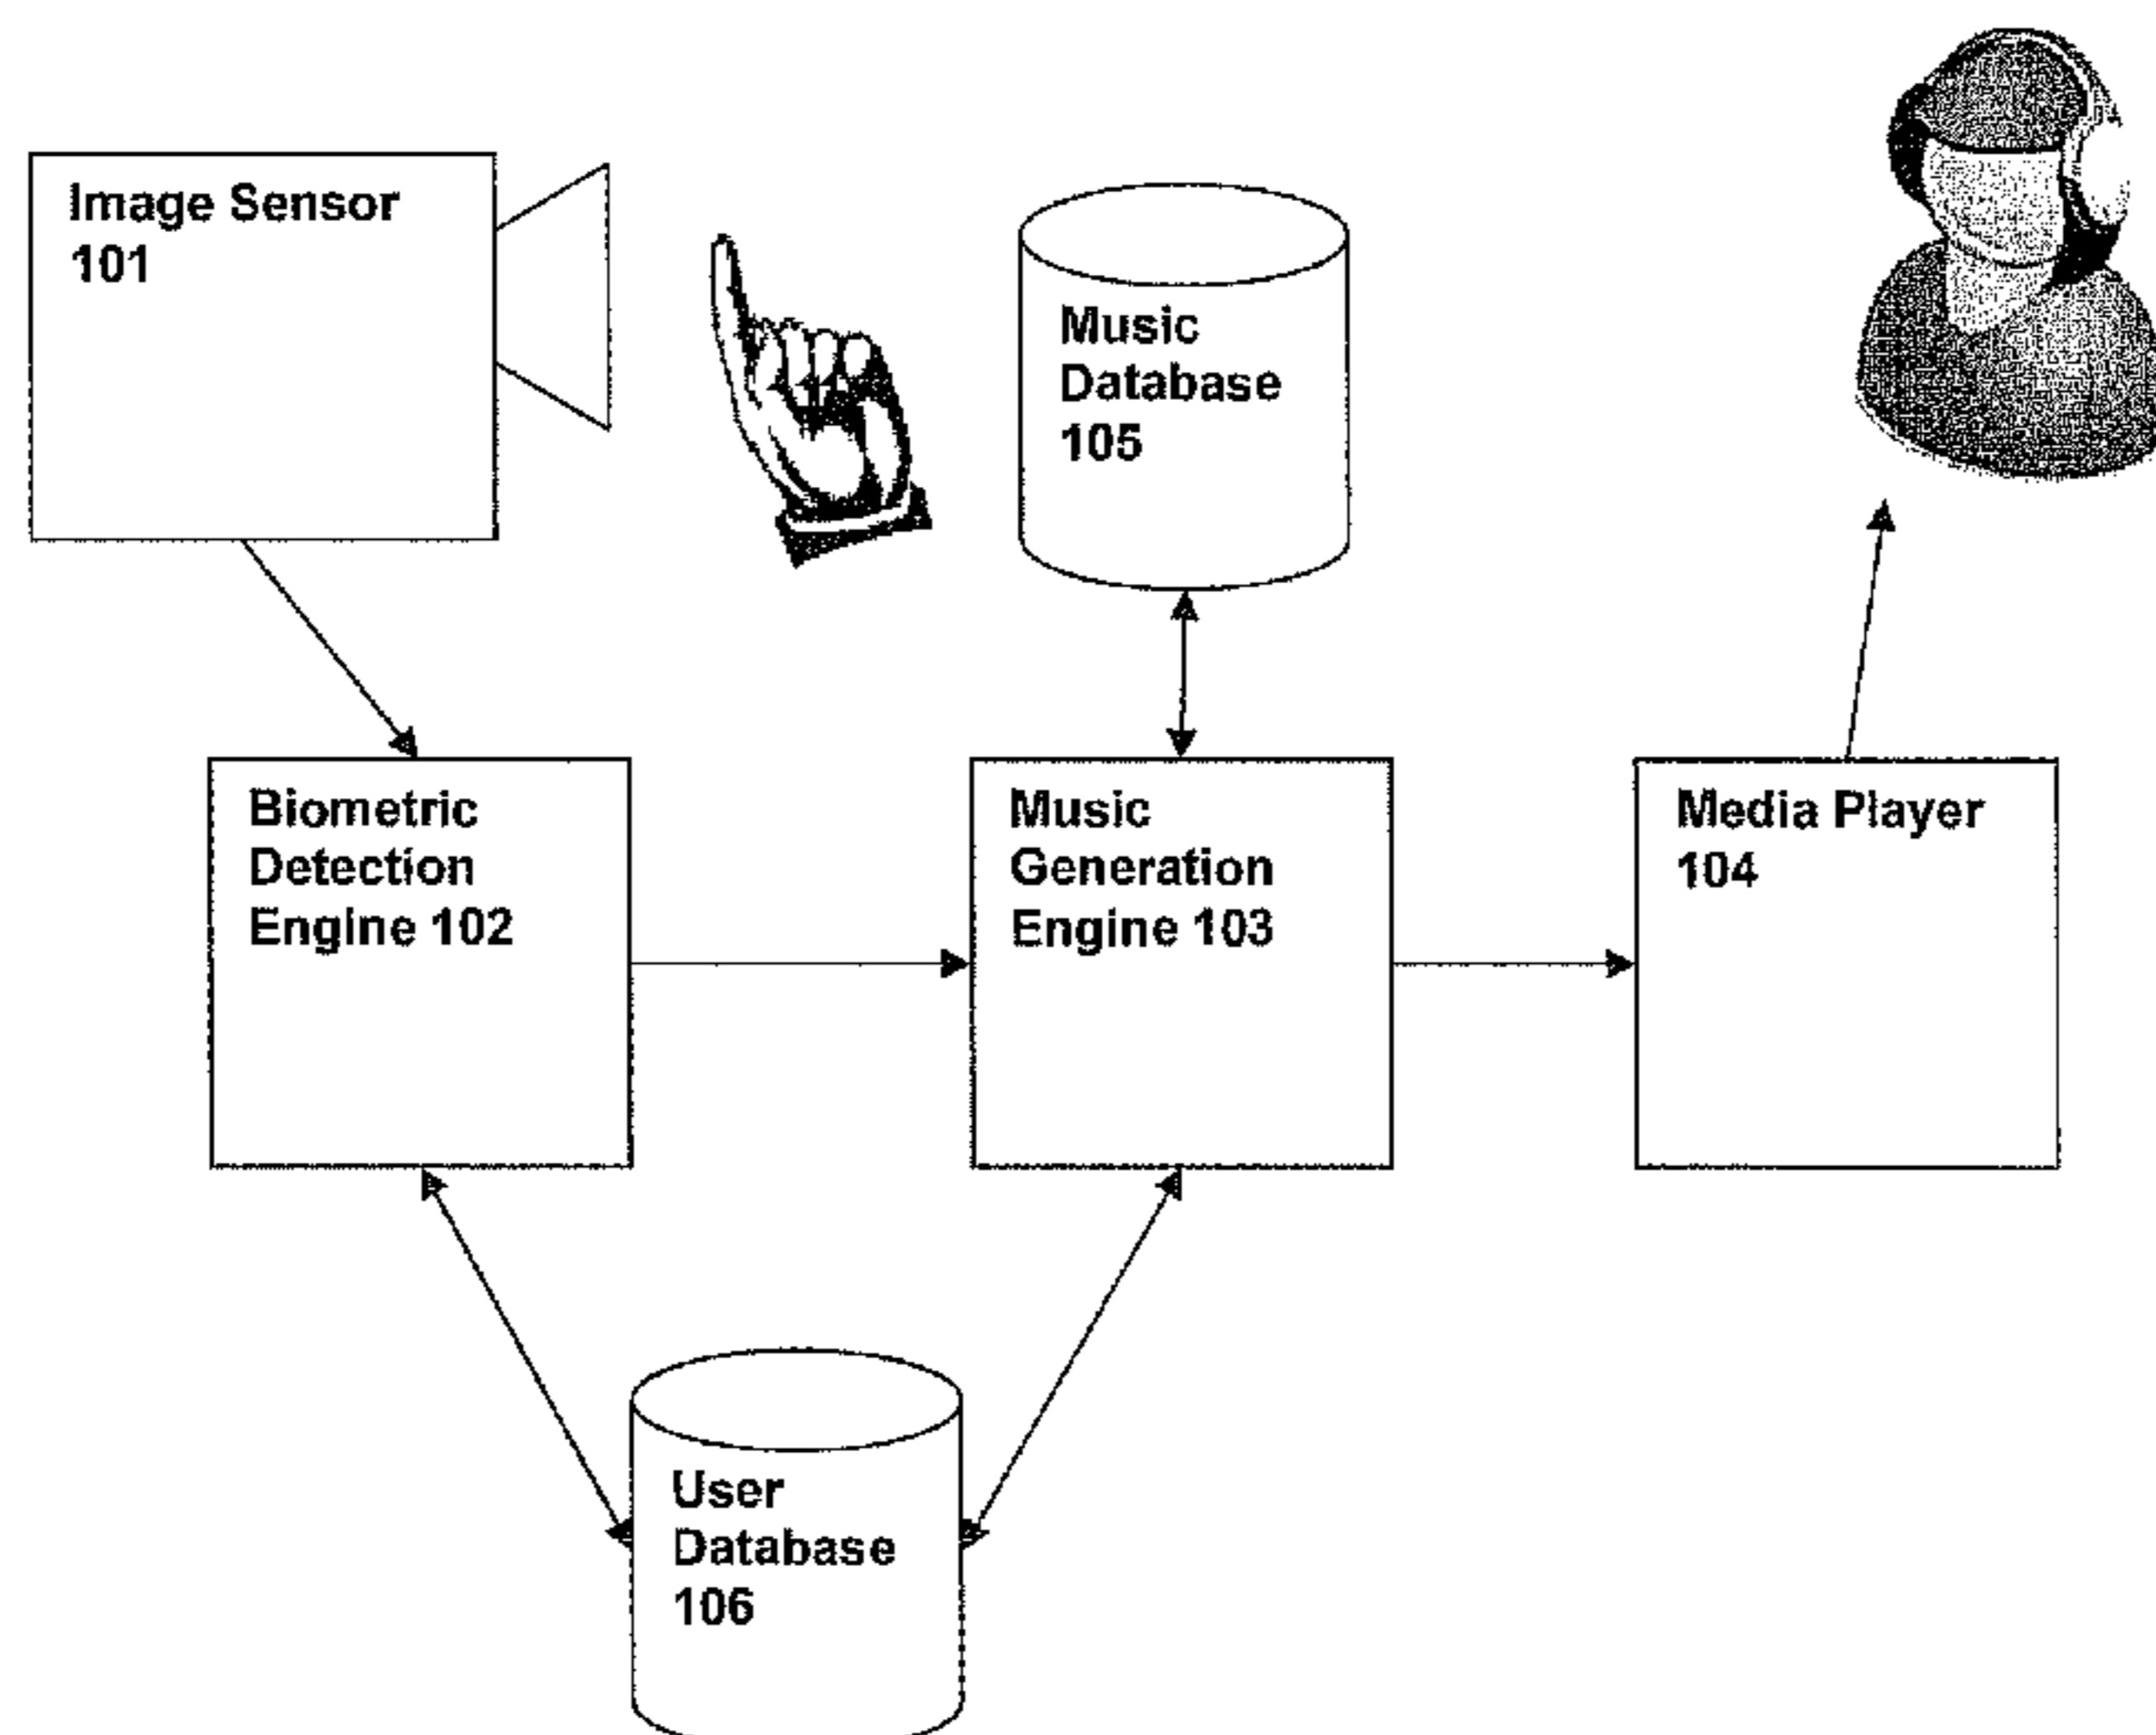 Image Sensor
101
Music
Database
105
Biometric
Detection
Engine 102
Music
Generation
Engine 103
Media Player
104
User
Database
106